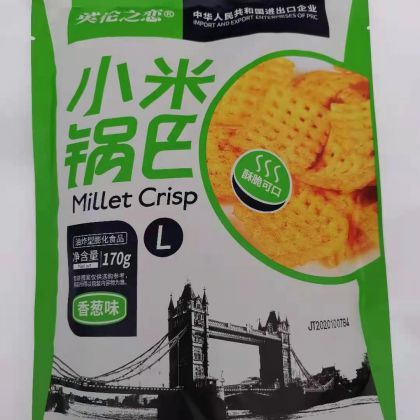 英伦之恋®
中华人民共和国进出口企业
IMPORT AND EXPORT ENTERPRISES OF PRC
小米
锅巴
Millet Crisp
酥脆可口
L
油炸型膨化食品
净含量
170g
香葱味
JT2020100784